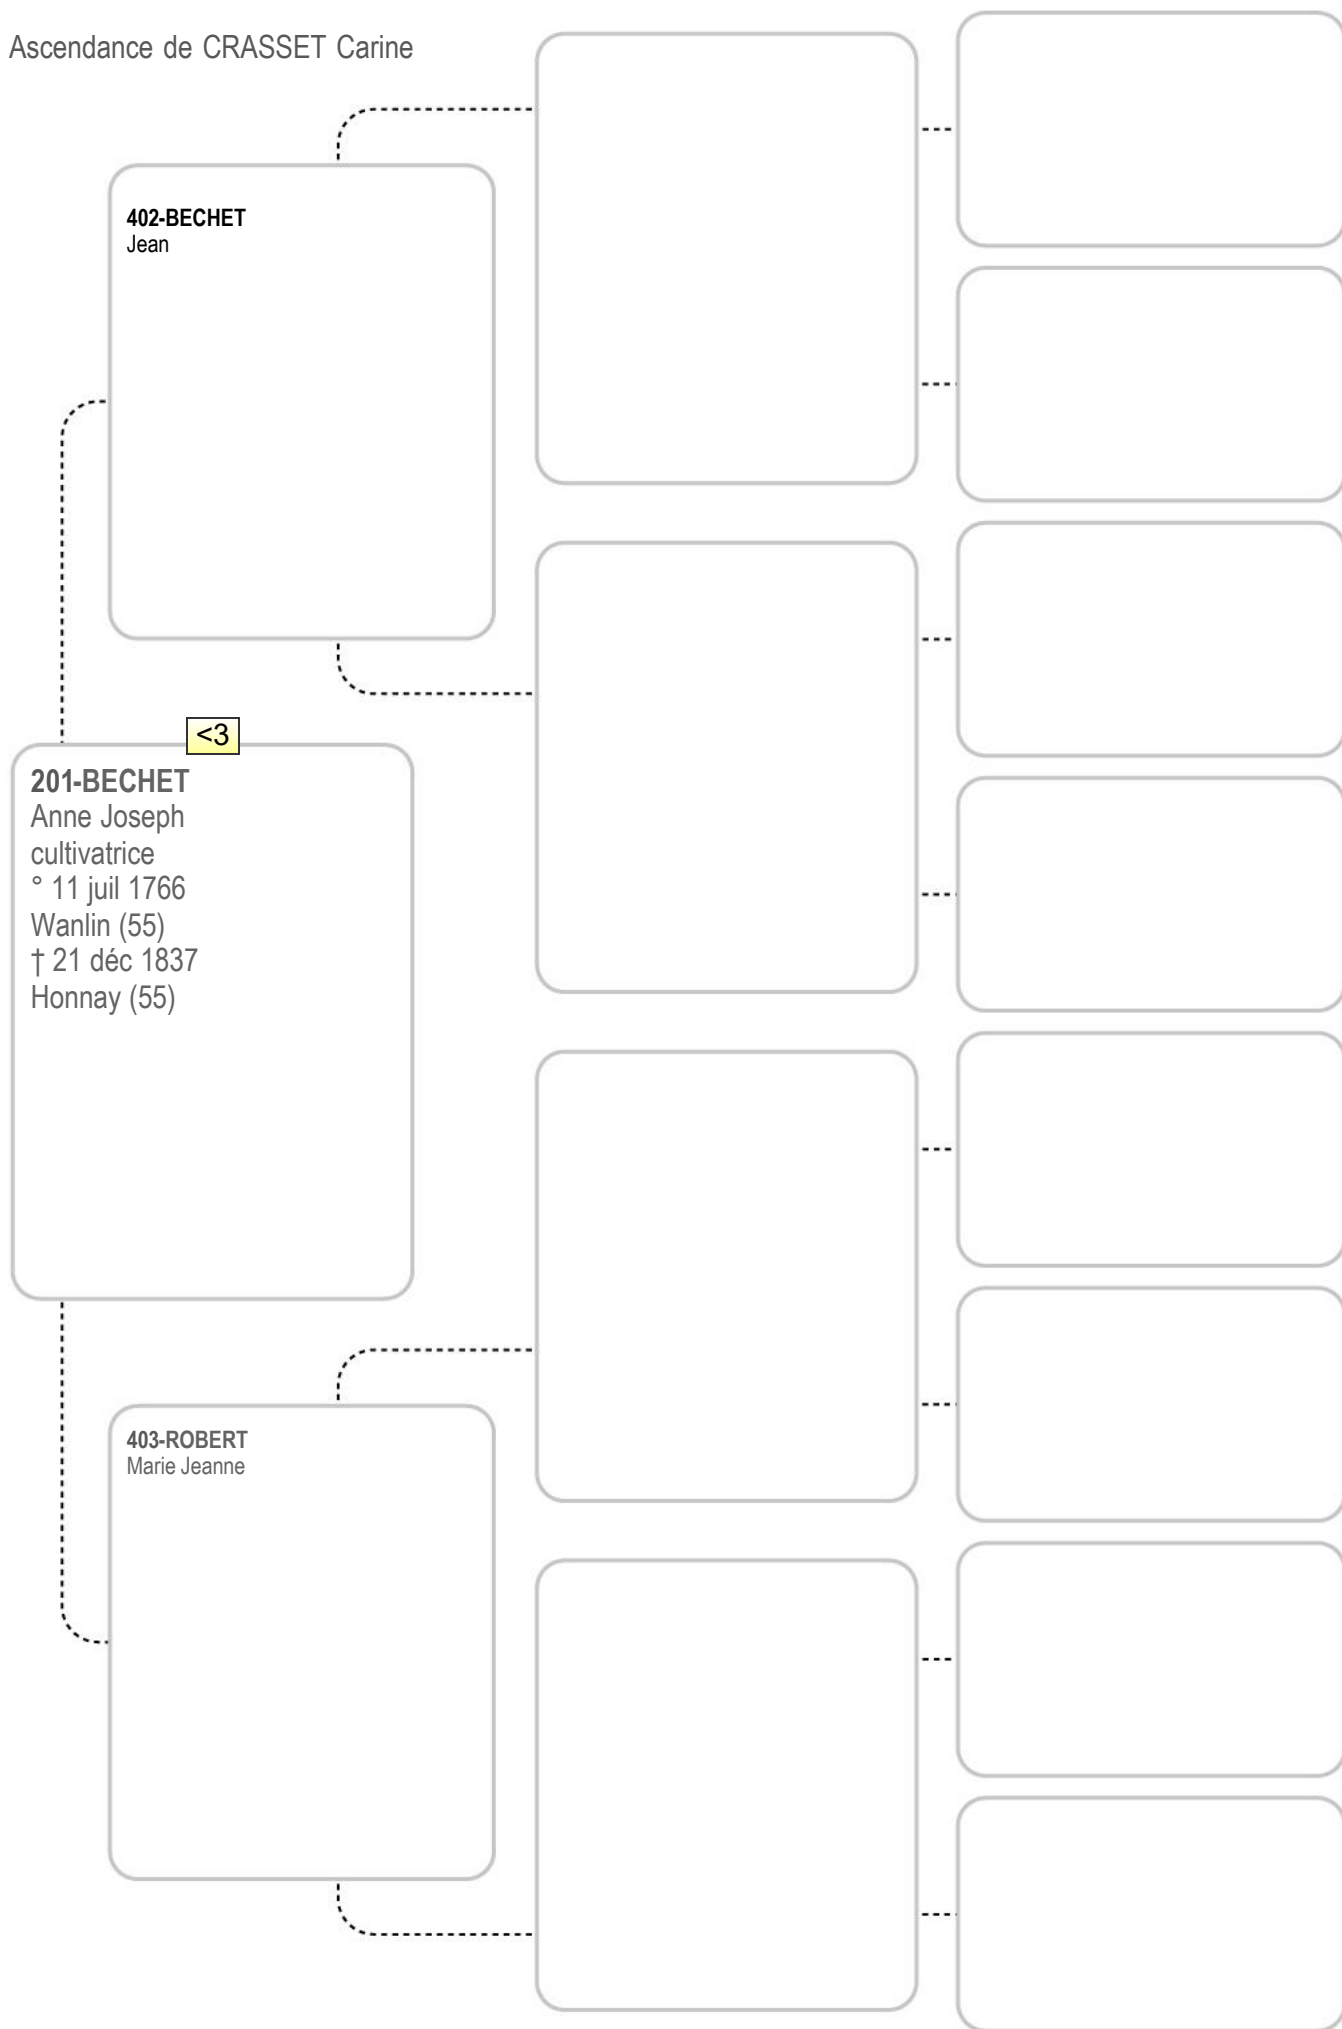 Ascendance de CRASSET Carine
402-BECHET
Jean
<3
201-BECHET
Anne Joseph
cultivatrice
° 11 juil 1766
Wanlin (55)
† 21 déc 1837
Honnay (55)
403-ROBERT
Marie Jeanne